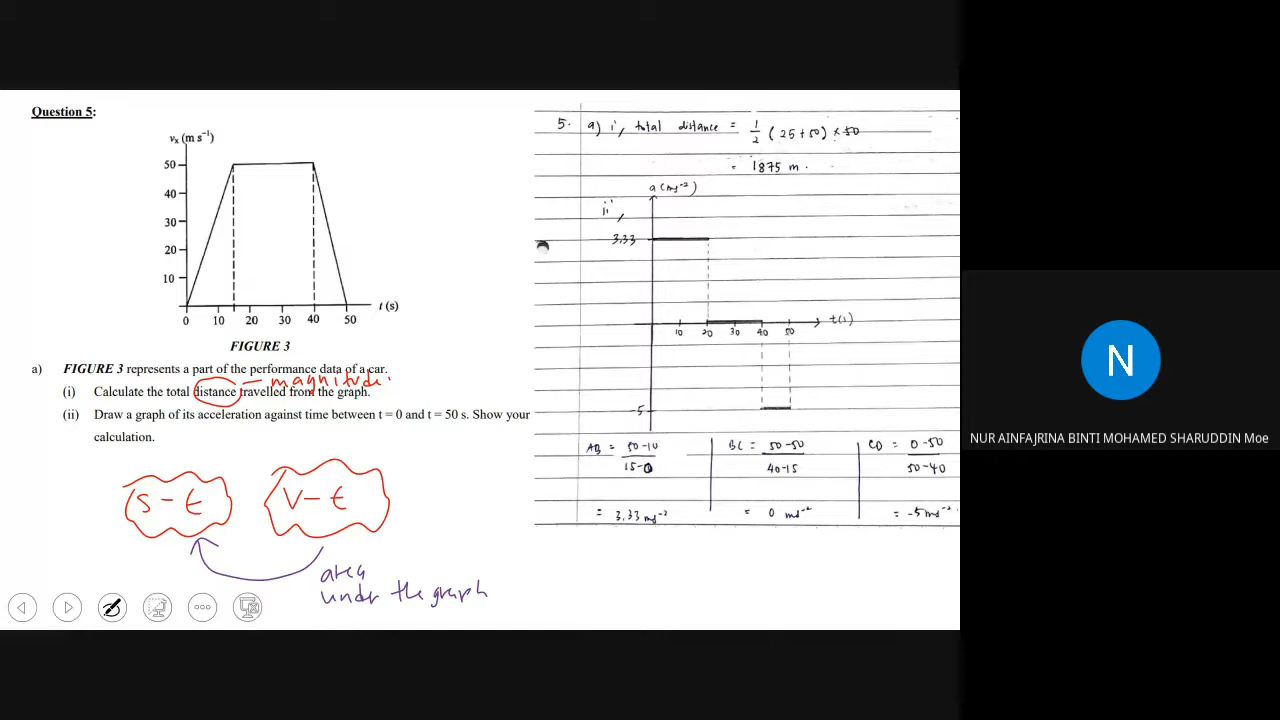 Question 5:
vx (m s⁻¹)
50
40
30
20
10
0 10 20 30 40 50
t (s)
FIGURE 3
a) FIGURE 3 represents a part of the performance data of a car.
magnitude.
(i) Calculate the total distance travelled from the graph.
(ii) Draw a graph of its acceleration against time between t = 0 and t = 50 s. Show your
calculation.
s – t
v – t
area
under the graph
5. a) i, total distance = 1/2 (25 + 50) × 50
= 1875 m.
a (ms⁻²)
ii,
3.33
t(s)
10 20 30 40 50
-5
AB = 50-10 / 15-0
= 3.33 ms⁻²
BC = 50-50 / 40-15
= 0 ms⁻²
CD = 0-50 / 50-40
= -5 ms⁻²
N
NUR AINFAJRINA BINTI MOHAMED SHARUDDIN Moe